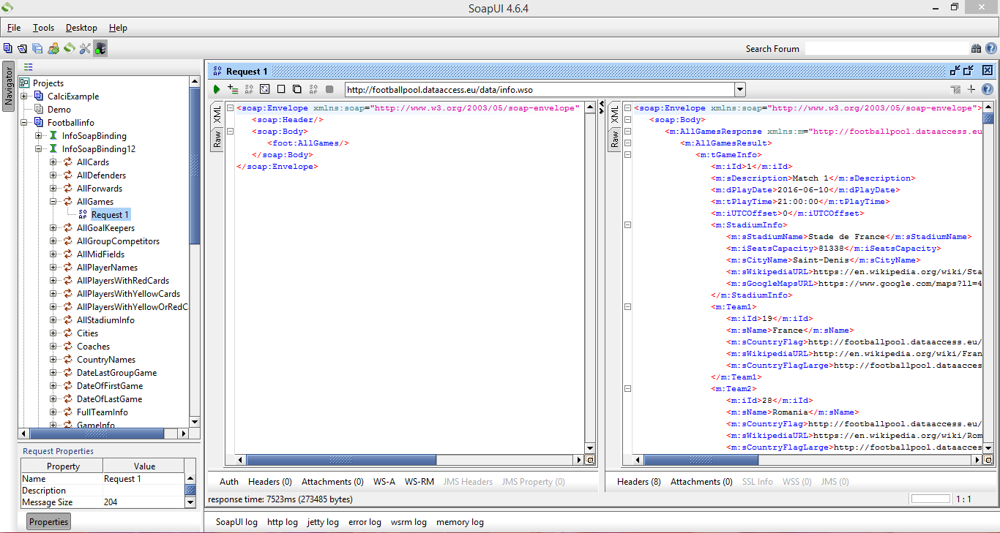 SoapUI 4.6.4
File Tools Desktop Help
Search Forum
Navigator
Projects
CalciExample
Demo
Footballinfo
InfoSoapBinding
InfoSoapBinding12
AllCards
AllDefenders
AllForwards
AllGames
Request 1
AllGoalKeepers
AllGroupCompetitors
AllMidFields
AllPlayerNames
AllPlayersWithRedCards
AllPlayersWithYellowCards
AllPlayersWithYellowOrRedC
AllStadiumInfo
Cities
Coaches
CountryNames
DateLastGroupGame
DateOfFirstGame
DateOfLastGame
FullTeamInfo
GameInfo
Request Properties
Property Value
Name Request 1
Description
Message Size 204
Properties
Request 1
http://footballpool.dataaccess.eu/data/info.wso
XML
Raw
<soap:Envelope xmlns:soap="http://www.w3.org/2003/05/soap-envelope"
<soap:Header/>
<soap:Body>
<foot:AllGames/>
</soap:Body>
</soap:Envelope>
XML
Raw
<soap:Envelope xmlns:soap="http://www.w3.org/2003/05/soap-envelope">
<soap:Body>
<m:AllGamesResponse xmlns:m="http://footballpool.dataaccess.eu
<m:AllGamesResult>
<m:tGameInfo>
<m:iId>1</m:iId>
<m:sDescription>Match 1</m:sDescription>
<m:dPlayDate>2016-06-10</m:dPlayDate>
<m:tPlayTime>21:00:00</m:tPlayTime>
<m:iUTCOffset>0</m:iUTCOffset>
<m:StadiumInfo>
<m:sStadiumName>Stade de France</m:sStadiumName>
<m:iSeatsCapacity>81338</m:iSeatsCapacity>
<m:sCityName>Saint-Denis</m:sCityName>
<m:sWikipediaURL>https://en.wikipedia.org/wiki/Sta
<m:sGoogleMapsURL>https://www.google.com/maps?ll=4
</m:StadiumInfo>
<m:Team1>
<m:iId>19</m:iId>
<m:sName>France</m:sName>
<m:sCountryFlag>http://footballpool.dataaccess.eu/
<m:sWikipediaURL>http://en.wikipedia.org/wiki/Fran
<m:sCountryFlagLarge>http://footballpool.dataacces
</m:Team1>
<m:Team2>
<m:iId>28</m:iId>
<m:sName>Romania</m:sName>
<m:sCountryFlag>http://footballpool.dataaccess.eu/
<m:sWikipediaURL>https://en.wikipedia.org/wiki/Rom
<m:sCountryFlagLarge>http://footballpool.dataacces
Auth Headers (0) Attachments (0) WS-A WS-RM JMS Headers JMS Property (0)
Headers (8) Attachments (0) SSL Info WSS (0) JMS (0)
response time: 7523ms (273485 bytes)
1 : 1
SoapUI log http log jetty log error log wsrm log memory log